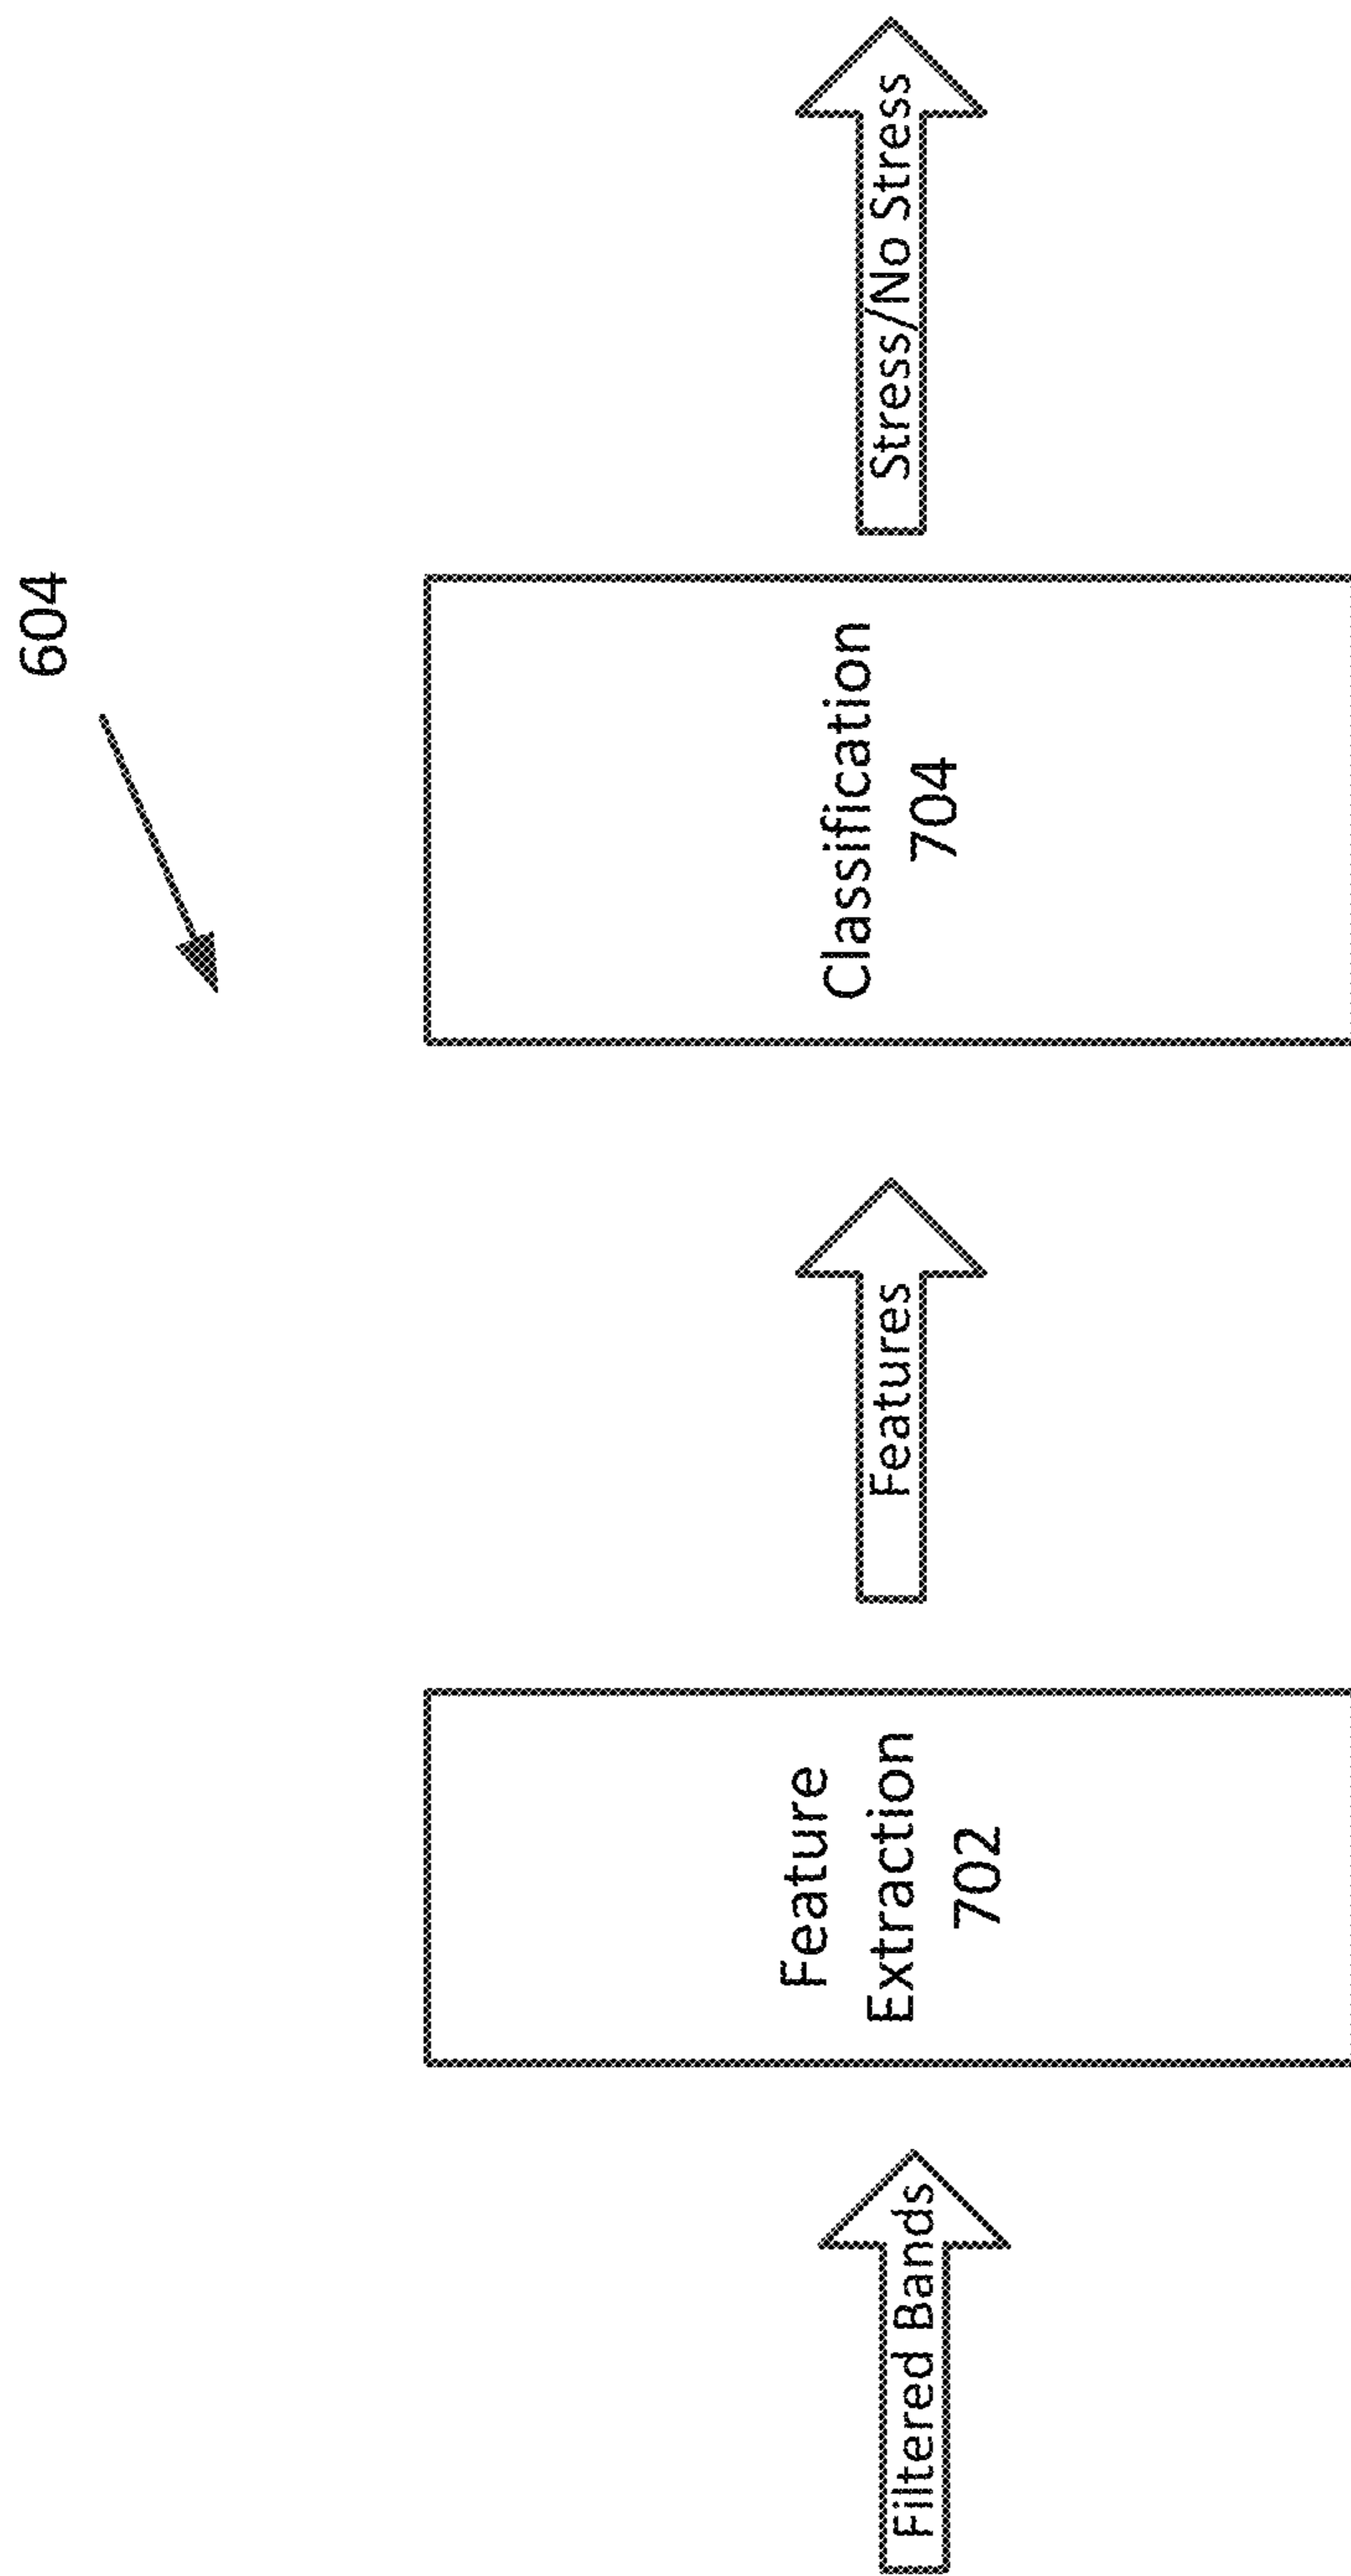 604
Filtered Bands
Feature
Extraction
702
Features
Classification
704
Stress/No Stress